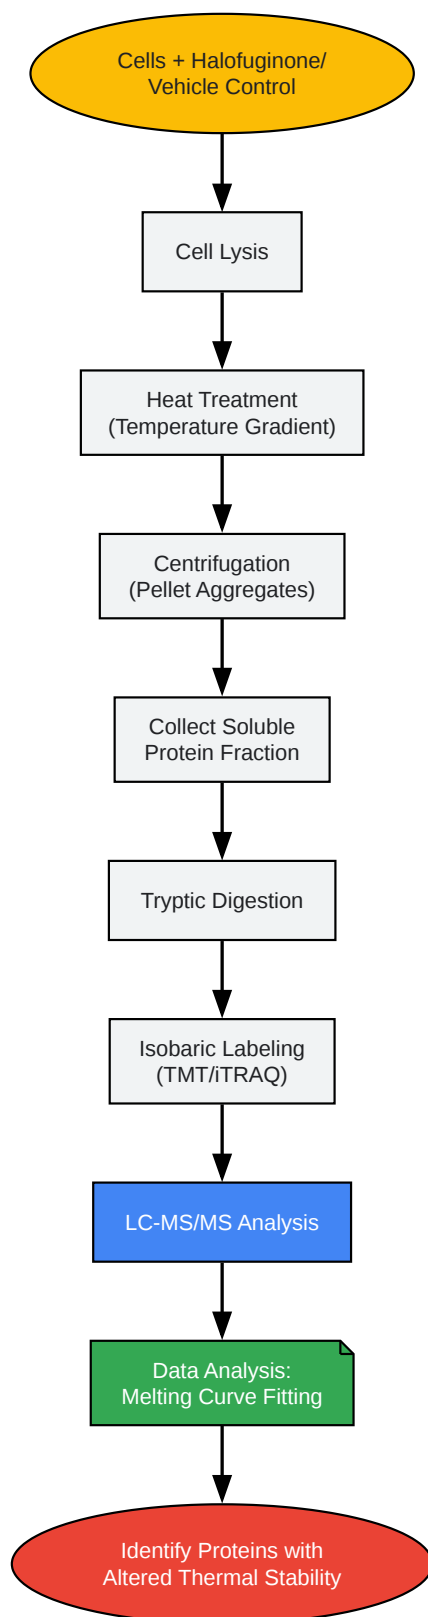 Cells + Halofuginone/
Vehicle Control
Cell Lysis
Heat Treatment
(Temperature Gradient)
Centrifugation
(Pellet Aggregates)
Collect Soluble
Protein Fraction
Tryptic Digestion
Isobaric Labeling
(TMT/iTRAQ)
LC-MS/MS Analysis
Data Analysis:
Melting Curve Fitting
Identify Proteins with
Altered Thermal Stability